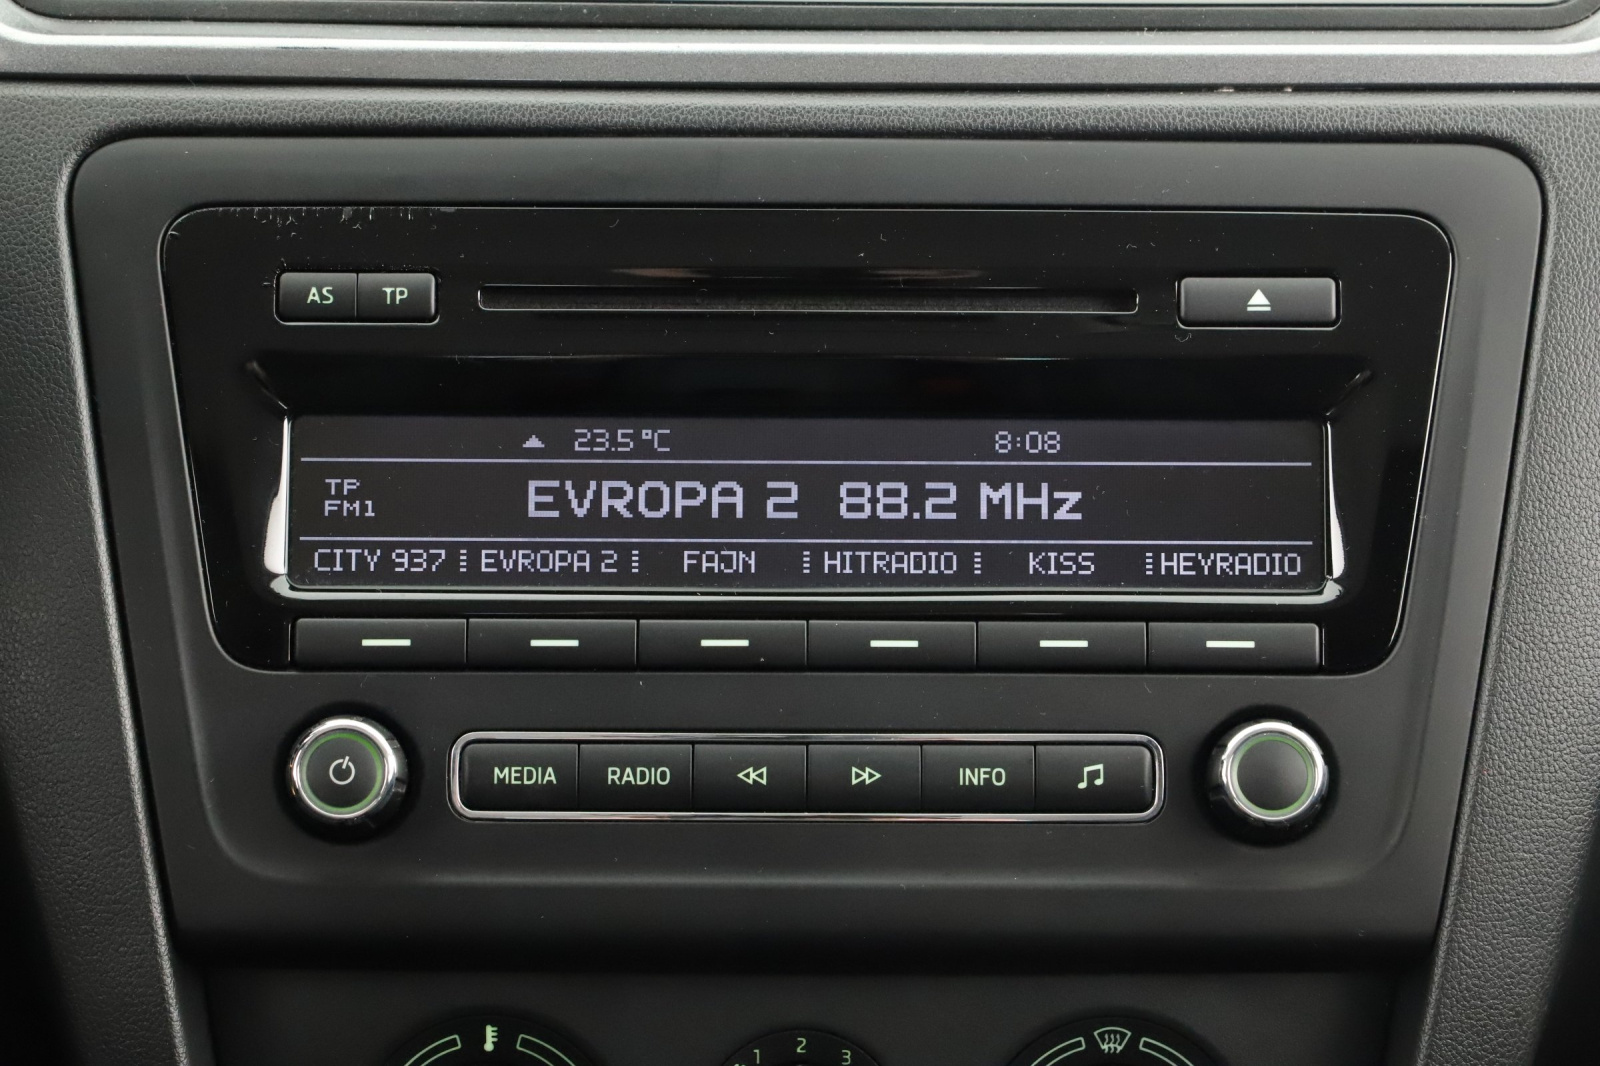 AS TP
23.5°C 8:08
TP
FM1
EVROPA 2 88.2 MHz
CITY 937 EVROPA 2 FAJN HITRADIO KISS HEYRADIO
MEDIA RADIO INFO
1 2 3